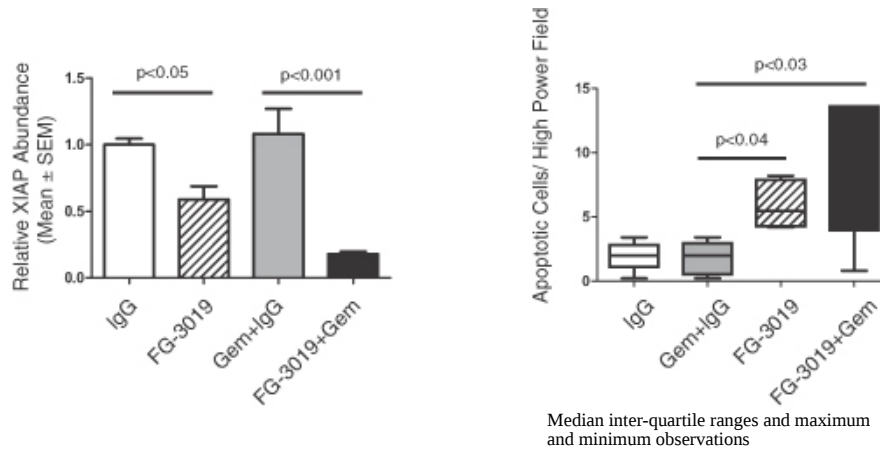 Relative XIAP Abundance
(Mean ± SEM)
1.5
1.0
0.5
0.0
p<0.05
p<0.001
IgG
FG-3019
Gem+IgG
FG-3019+Gem
Apoptotic Cells/ High Power Field
15
10
5
0
p<0.03
p<0.04
IgG
Gem+IgG
FG-3019
FG-3019+Gem
Median inter-quartile ranges and maximum
and minimum observations